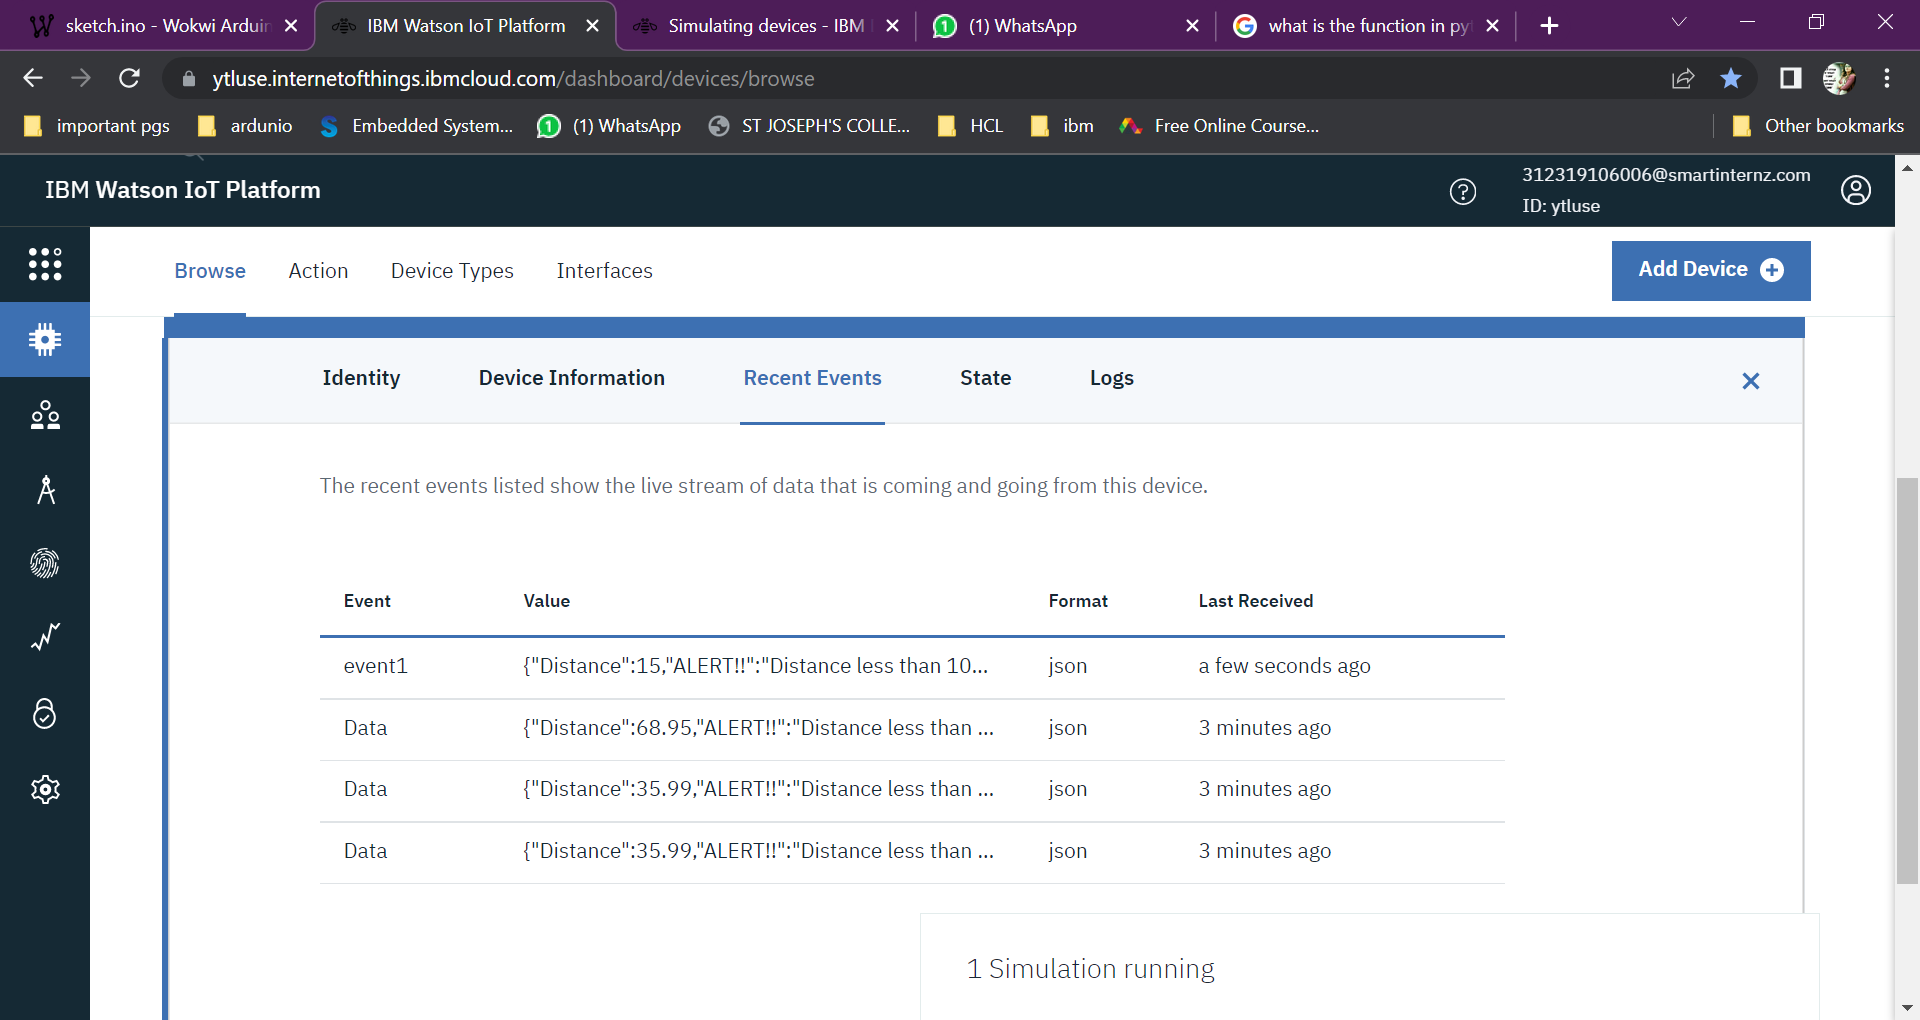 sketch.ino - Wokwi Arduin
IBM Watson IoT Platform
Simulating devices - IBM
(1) WhatsApp
what is the function in py
ytluse.internetofthings.ibmcloud.com/dashboard/devices/browse
important pgs
ardunio
Embedded System...
(1) WhatsApp
ST JOSEPH'S COLLE...
HCL
ibm
Free Online Course...
Other bookmarks
IBM Watson IoT Platform
312319106006@smartinternz.com
ID: ytluse
Browse
Action
Device Types
Interfaces
Add Device
Identity
Device Information
Recent Events
State
Logs
The recent events listed show the live stream of data that is coming and going from this device.
Event Value Format Last Received
event1 {"Distance":15,"ALERT!!":"Distance less than 10... json a few seconds ago
Data {"Distance":68.95,"ALERT!!":"Distance less than ... json 3 minutes ago
Data {"Distance":35.99,"ALERT!!":"Distance less than ... json 3 minutes ago
Data {"Distance":35.99,"ALERT!!":"Distance less than ... json 3 minutes ago
1 Simulation running